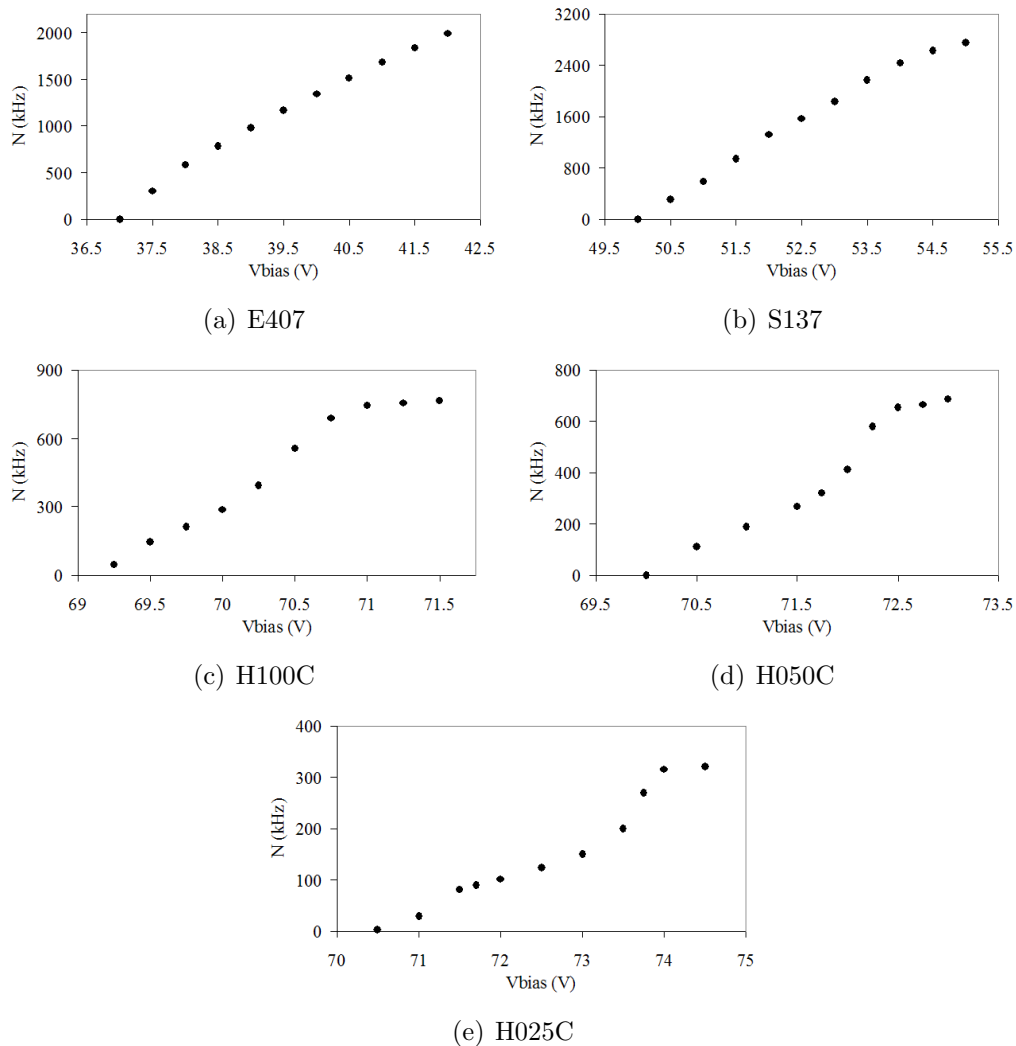 2000
1500
1000
500
0
N (kHz)
36.5 37.5 38.5 39.5 40.5 41.5 42.5
Vbias (V)
(a) E407
3200
2400
1600
800
0
N (kHz)
49.5 50.5 51.5 52.5 53.5 54.5 55.5
Vbias (V)
(b) S137
900
600
300
0
N (kHz)
69 69.5 70 70.5 71 71.5
Vbias (V)
(c) H100C
800
600
400
200
0
N (kHz)
69.5 70.5 71.5 72.5 73.5
Vbias (V)
(d) H050C
400
300
200
100
0
N (kHz)
70 71 72 73 74 75
Vbias (V)
(e) H025C